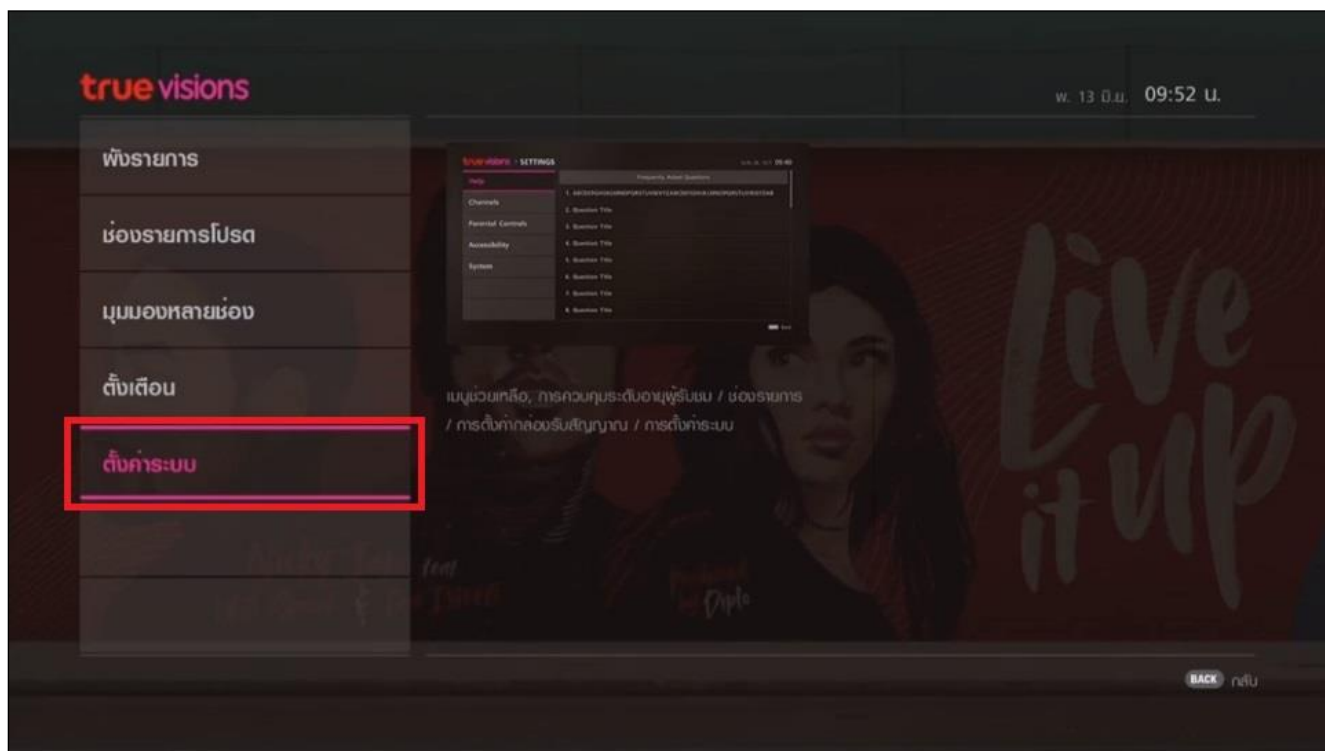 true visions
พ. 13 มิ.ย. 09:52 น.
ผังรายการ
ช่องรายการโปรด
มุมมองหลายช่อง
ตั้งเตือน
ตั้งค่าระบบ
true visions › SETTINGS
09:40
Help
Channels
Parental Controls
Accessibility
System
Frequently Asked Questions
2. Question Title
3. Question Title
4. Question Title
5. Question Title
6. Question Title
7. Question Title
8. Question Title
เมนูช่วยเหลือ, การควบคุมระดับอายุผู้รับชม / ช่องรายการ
/ การตั้งค่ากล่องรับสัญญาณ / การตั้งค่าระบบ
Live
it up
Diplo
BACK กลับ